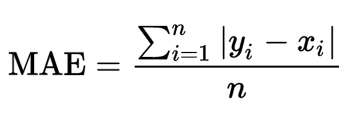 MAE = \frac{\sum_{i=1}^{n} |y_i - x_i|}{n}